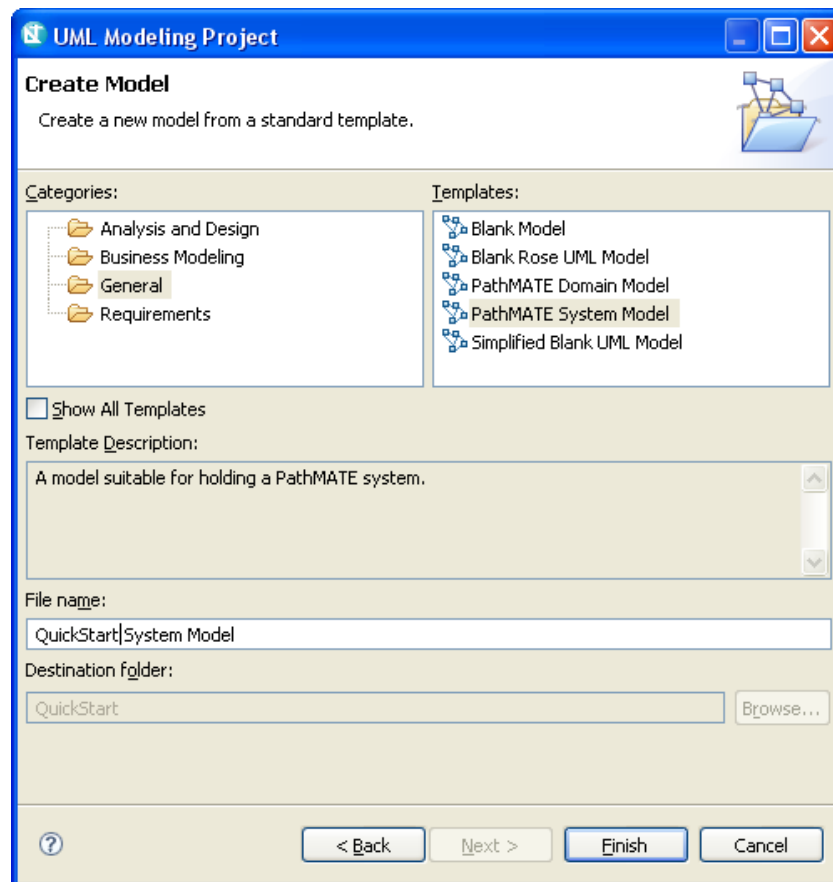 UML Modeling Project
Create Model
Create a new model from a standard template.
Categories:
Templates:
Analysis and Design
Business Modeling
General
Requirements
Blank Model
Blank Rose UML Model
PathMATE Domain Model
PathMATE System Model
Simplified Blank UML Model
Show All Templates
Template Description:
A model suitable for holding a PathMATE system.
File name:
QuickStart System Model
Destination folder:
QuickStart
Browse...
< Back
Next >
Finish
Cancel